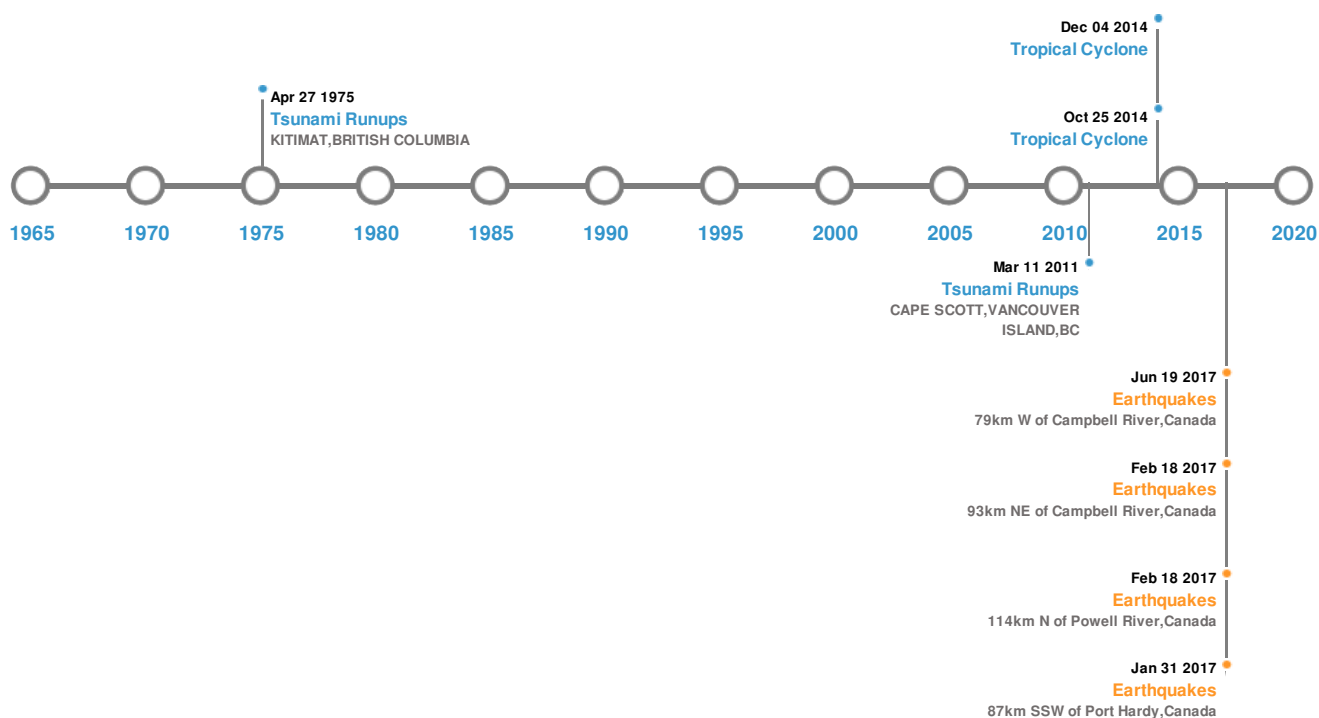 Dec 04 2014
Tropical Cyclone
Apr 27 1975
Tsunami Runups
KITIMAT,BRITISH COLUMBIA
Oct 25 2014
Tropical Cyclone
1965 1970 1975 1980 1985 1990 1995 2000 2005 2010 2015 2020
Mar 11 2011
Tsunami Runups
CAPE SCOTT,VANCOUVER
ISLAND,BC
Jun 19 2017
Earthquakes
79km W of Campbell River,Canada
Feb 18 2017
Earthquakes
93km NE of Campbell River,Canada
Feb 18 2017
Earthquakes
114km N of Powell River,Canada
Jan 31 2017
Earthquakes
87km SSW of Port Hardy,Canada